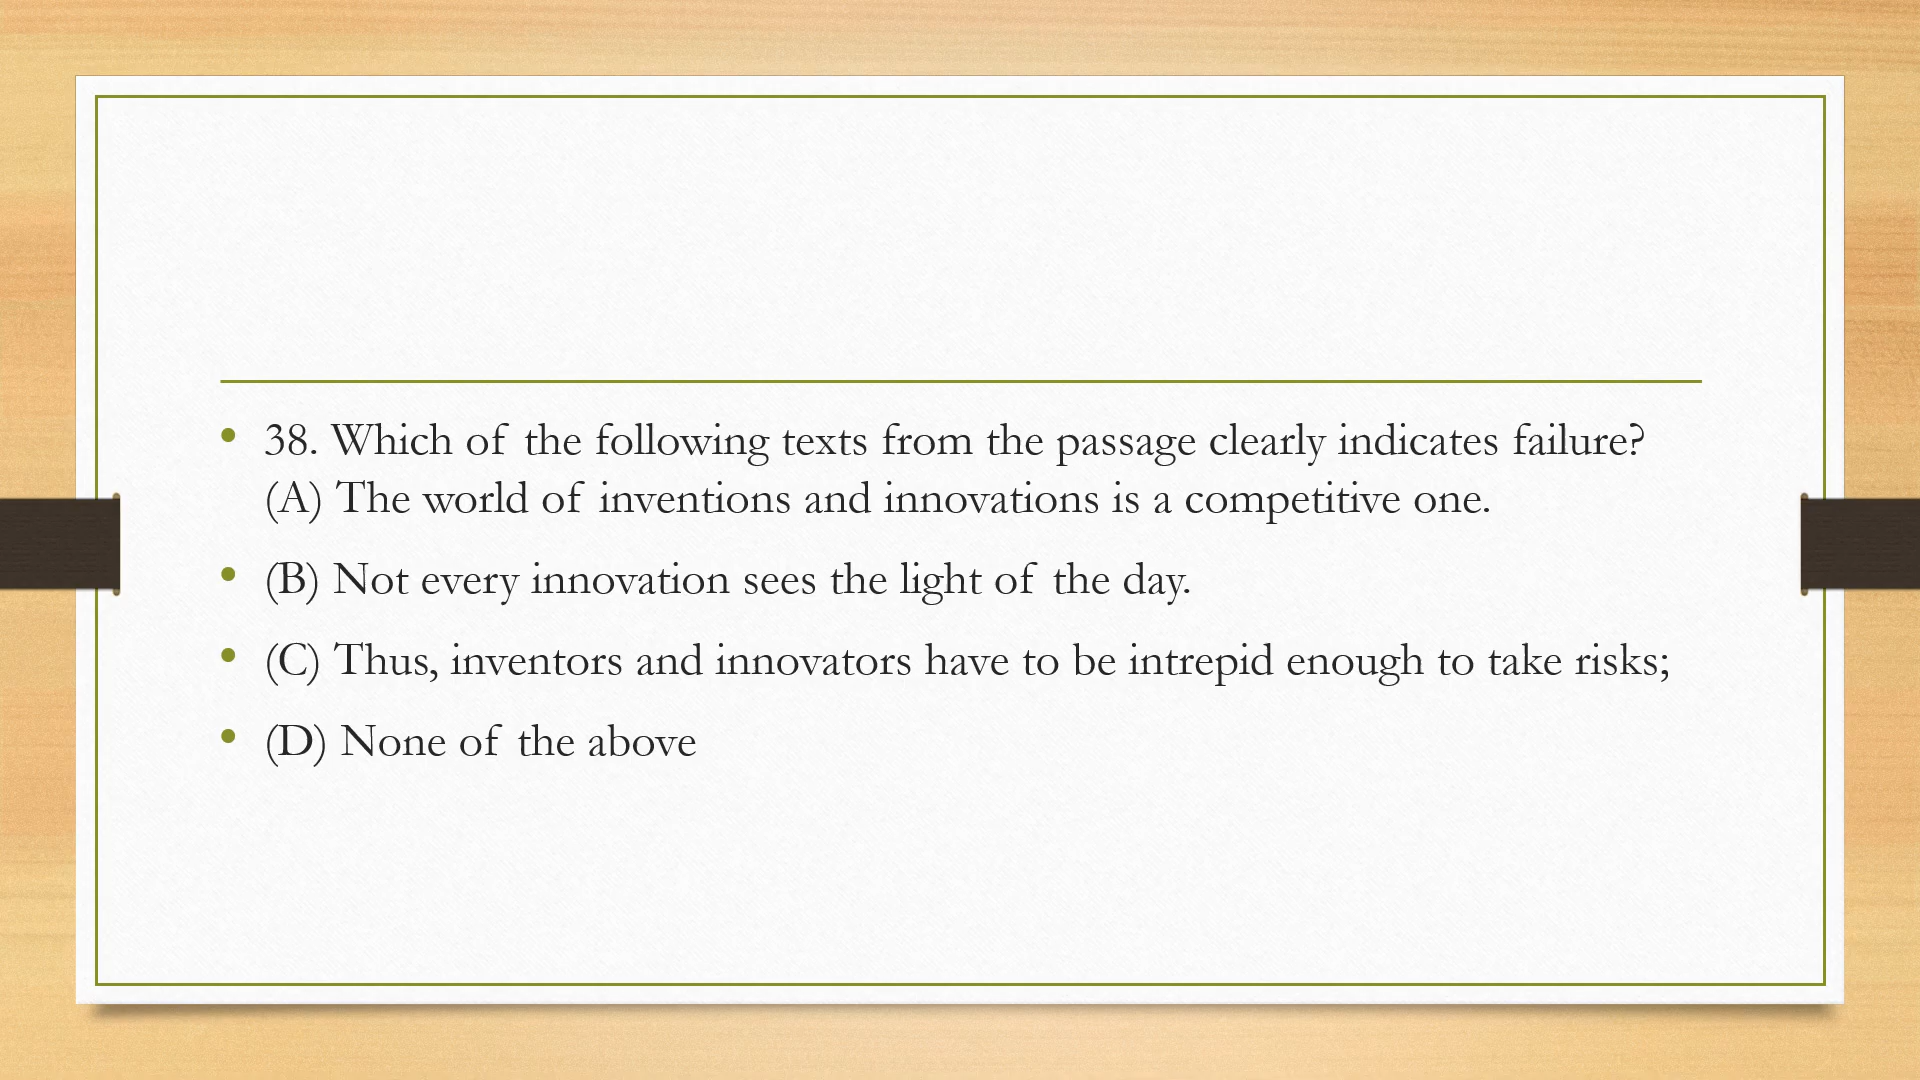 • 38. Which of the following texts from the passage clearly indicates failure?
(A) The world of inventions and innovations is a competitive one.
• (B) Not every innovation sees the light of the day.
• (C) Thus, inventors and innovators have to be intrepid enough to take risks;
• (D) None of the above